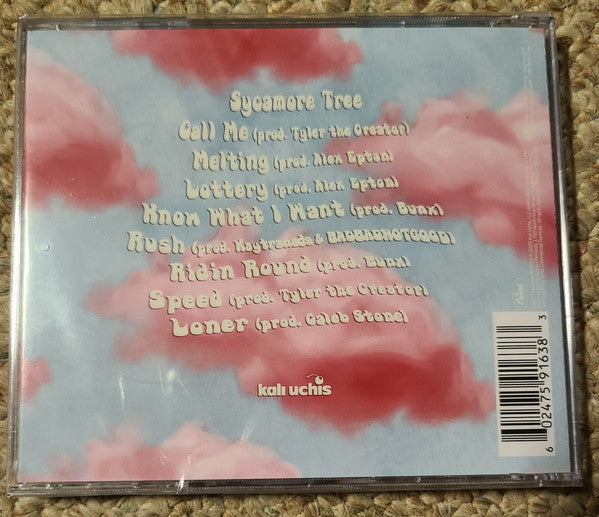 Sycamore Tree
Call Me (prod. Tyler the Creator)
Melting (prod. Alex Epton)
Lottery (prod. Alex Epton)
Know What I Want (prod. Bunx)
Rush (prod. Kaytranada & BADBADNOTGOOD)
Ridin Round (prod. Bunx)
Speed (prod. Tyler the Creator)
Loner (prod. Caleb Stone)
kali uchis
6 02475 91638 3